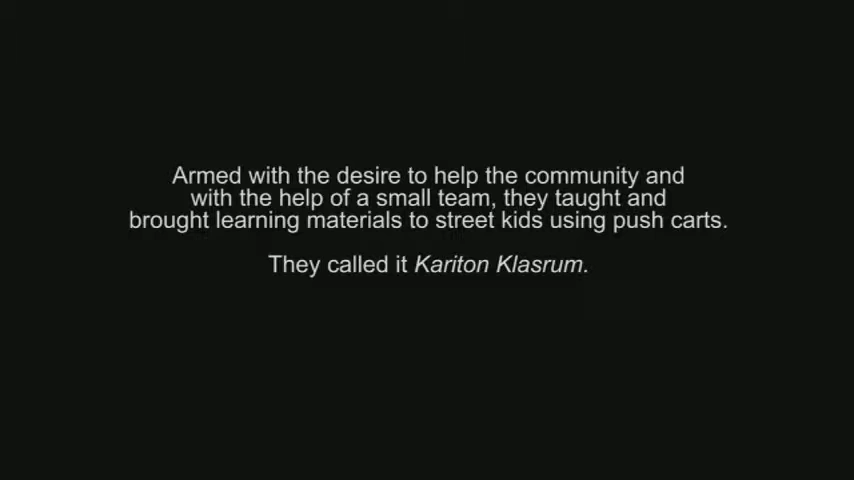 Armed with the desire to help the community and
with the help of a small team, they taught and
brought learning materials to street kids using push carts.
They called it Kariton Klasrum.